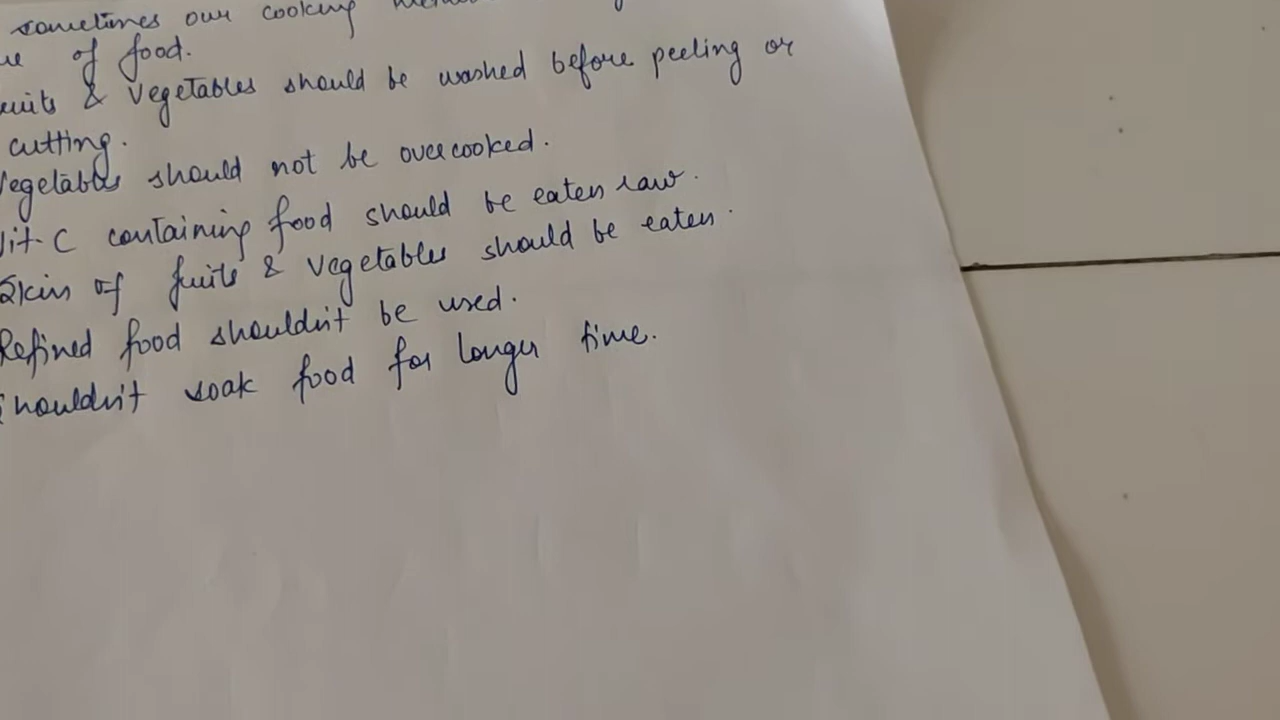 sometimes our cooking
of food.
& Vegetables should be washed before peeling or
cutting.
Vegetables should not be overcooked.
Vit-C containing food should be eaten raw.
Skin of fruits & vegetables should be eaten.
Refined food shouldn't be used.
Shouldn't soak food for longer time.